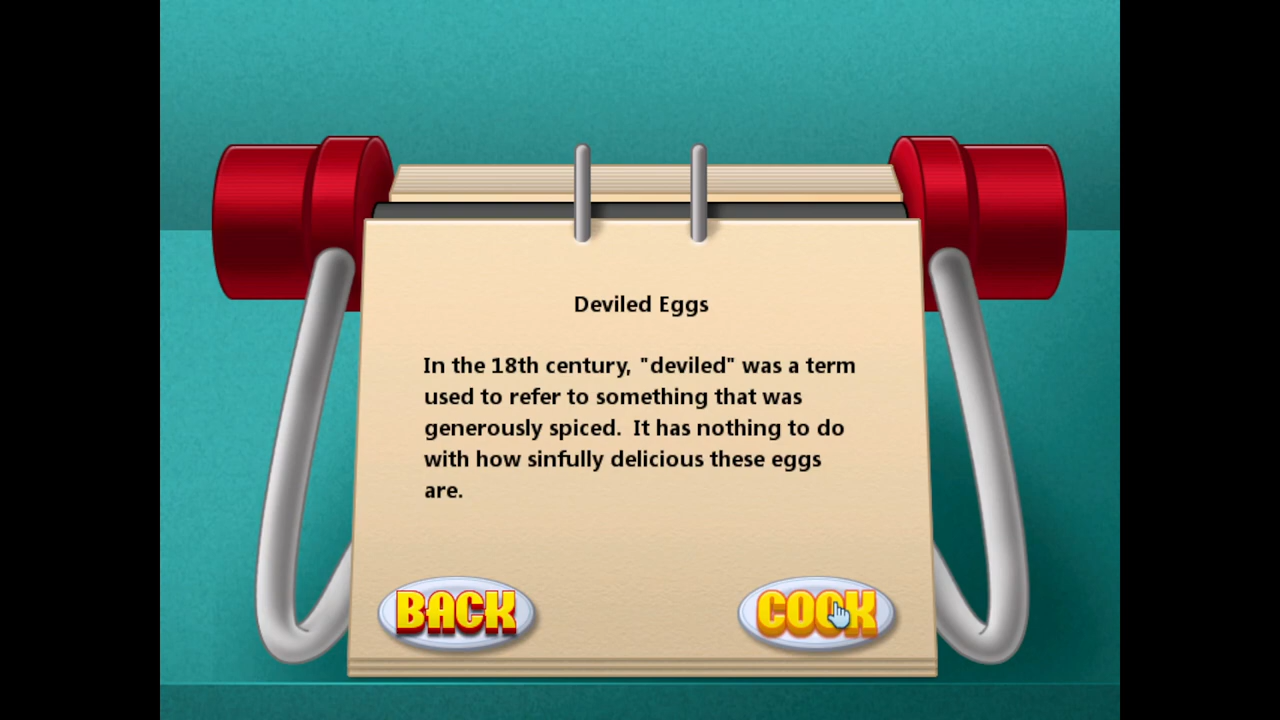 Deviled Eggs
In the 18th century, "deviled" was a term
used to refer to something that was
generously spiced.  It has nothing to do
with how sinfully delicious these eggs
are.
BACK
COOK